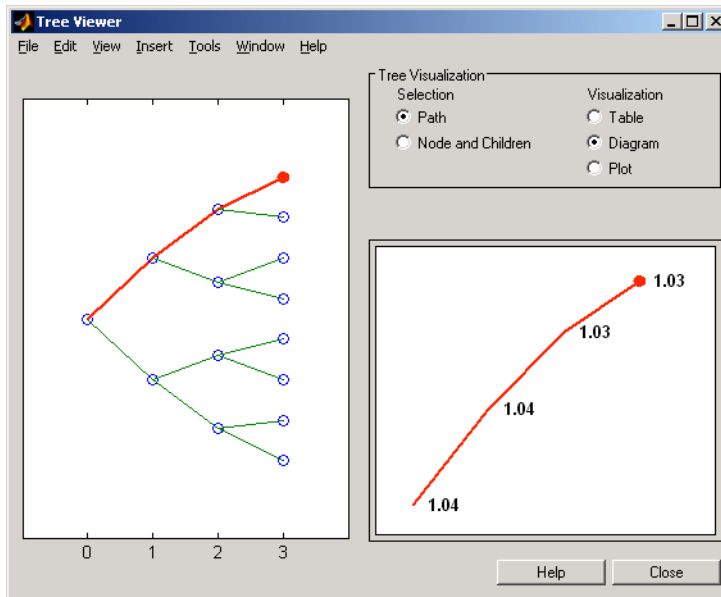 Tree Viewer
File Edit View Insert Tools Window Help
Tree Visualization
Selection
Path
Node and Children
Visualization
Table
Diagram
Plot
0 1 2 3
1.03
1.03
1.04
1.04
Help Close